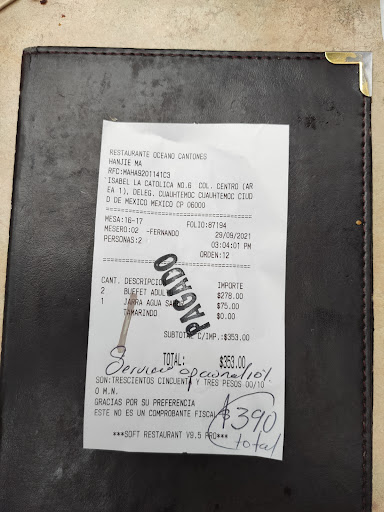 RESTAURANTE OCEANO CANTONES
HANJIE MA
RFC:MAHA9201141C3
ISABEL LA CATOLICA NO.6 COL. CENTRO (AR
EA 1), DELEG. CUAUHTEMOC CUAUHTEMOC CIUD
D DE MEXICO MEXICO CP 06000
MESA:16-17 FOLIO:87194
MESERO:02 -FERNANDO 29/09/2021
PERSONAS:2 03:04:01 PM
ORDEN:12
CANT. DESCRIPCION IMPORTE
2 BUFFET ADUL $278.00
1 JARRA AGUA SA $75.00
TAMARINDO $0.00
PAGADO
SUBTOTAL C/IMP.:$353.00
TOTAL: $353.00
Servicio opcional 10%
SON:TRESCIENTOS CINCUENTA Y TRES PESOS 00/10
0 M.N.
GRACIAS POR SU PREFERENCIA
ESTE NO ES UN COMPROBANTE FISCAL
$390
total
***SOFT RESTAURANT V9.5 PRO***